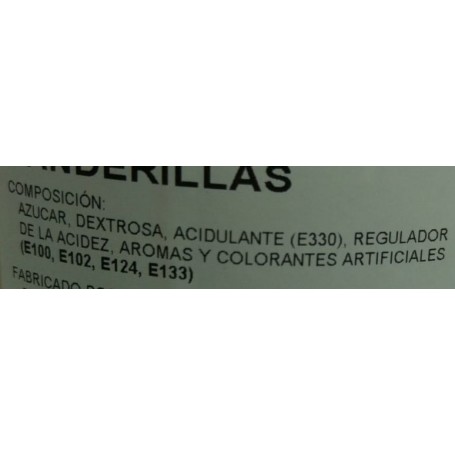 ANDERILLAS
COMPOSICIÓN:
AZUCAR, DEXTROSA, ACIDULANTE (E330), REGULADOR
DE LA ACIDEZ, AROMAS Y COLORANTES ARTIFICIALES
(E100, E102, E124, E133)
FABRICADO